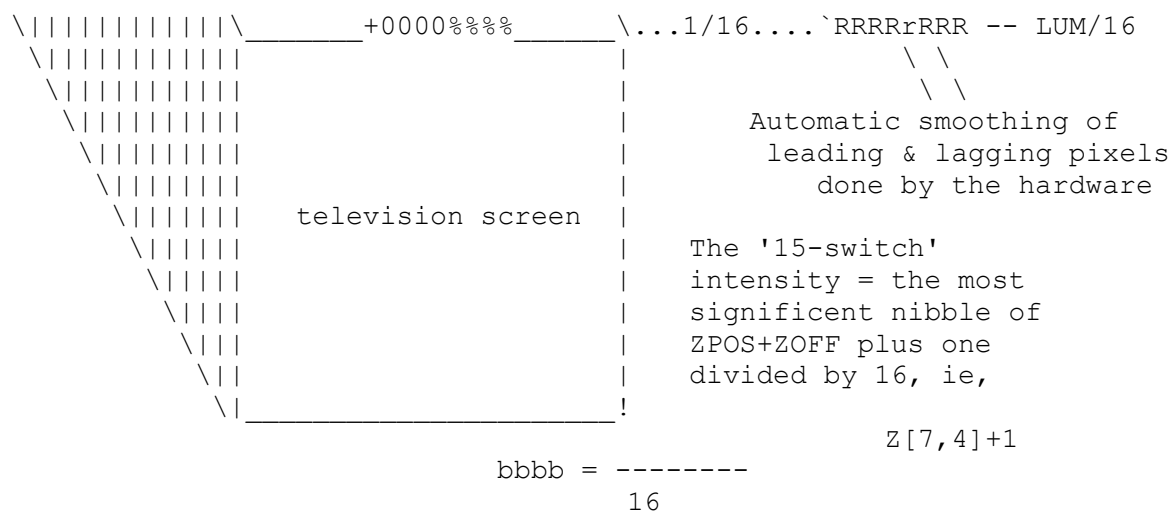 \||||||||||||\_______+0000%%%%______\...1/16....`RRRRrRRR -- LUM/16
\||||||||||| | \ \
\||||||||||| | \ \
\|||||||||| | Automatic smoothing of
\||||||||| | leading & lagging pixels
\|||||||| | done by the hardware
\||||||| television screen |
\|||||| | The '15-switch'
\||||| | intensity = the most
\|||| | significent nibble of
\||| | ZPOS+ZOFF plus one
\|| | divided by 16, ie,
\|______________________!
Z[7,4]+1
bbbb = --------
16